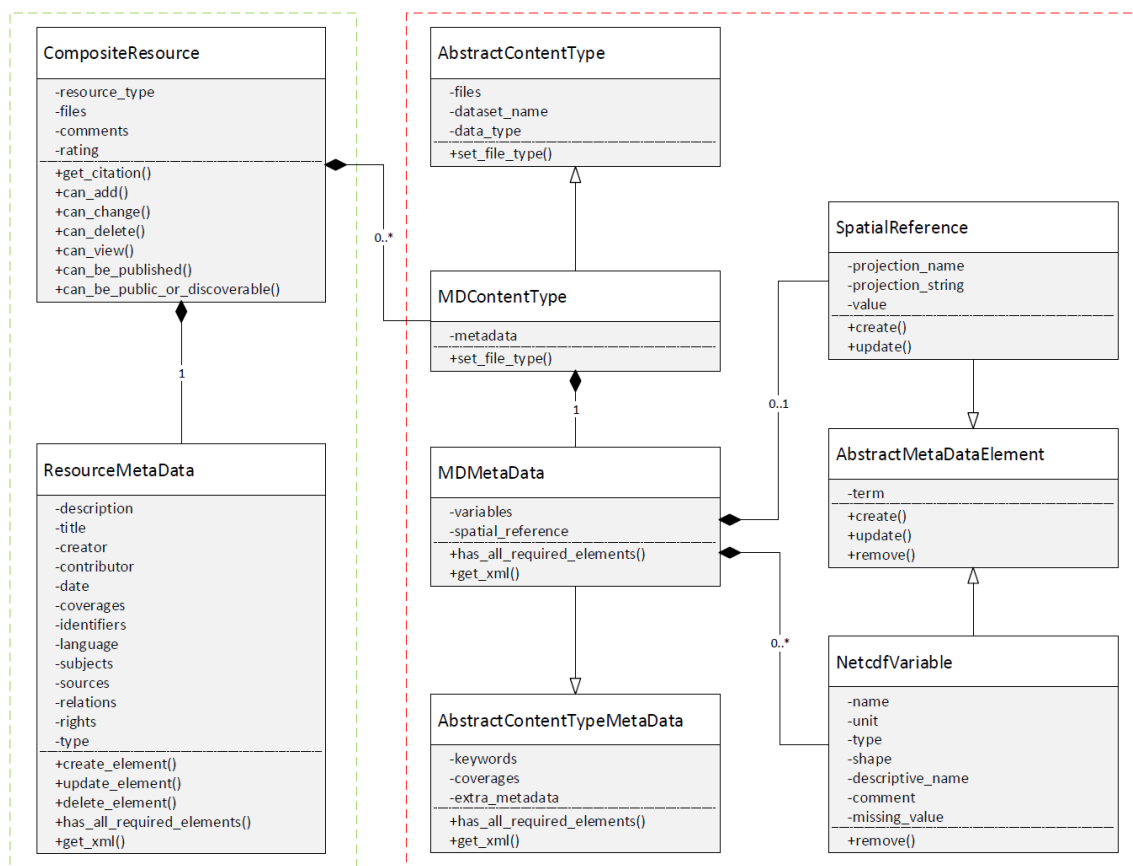 CompositeResource
-resource_type
-files
-comments
-rating
+get_citation()
+can_add()
+can_change()
+can_delete()
+can_view()
+can_be_published()
+can_be_public_or_discoverable()
1
ResourceMetaData
-description
-title
-creator
-contributor
-date
-coverages
-identifiers
-language
-subjects
-sources
-relations
-rights
-type
+create_element()
+update_element()
+delete_element()
+has_all_required_elements()
+get_xml()
0..*
AbstractContentType
-files
-dataset_name
-data_type
+set_file_type()
MDContentType
-metadata
+set_file_type()
1
MDMetaData
-variables
-spatial_reference
+has_all_required_elements()
+get_xml()
AbstractContentTypeMetaData
-keywords
-coverages
-extra_metadata
+has_all_required_elements()
+get_xml()
0..1
0..*
SpatialReference
-projection_name
-projection_string
-value
+create()
+update()
AbstractMetaDataElement
-term
+create()
+update()
+remove()
NetcdfVariable
-name
-unit
-type
-shape
-descriptive_name
-comment
-missing_value
+remove()